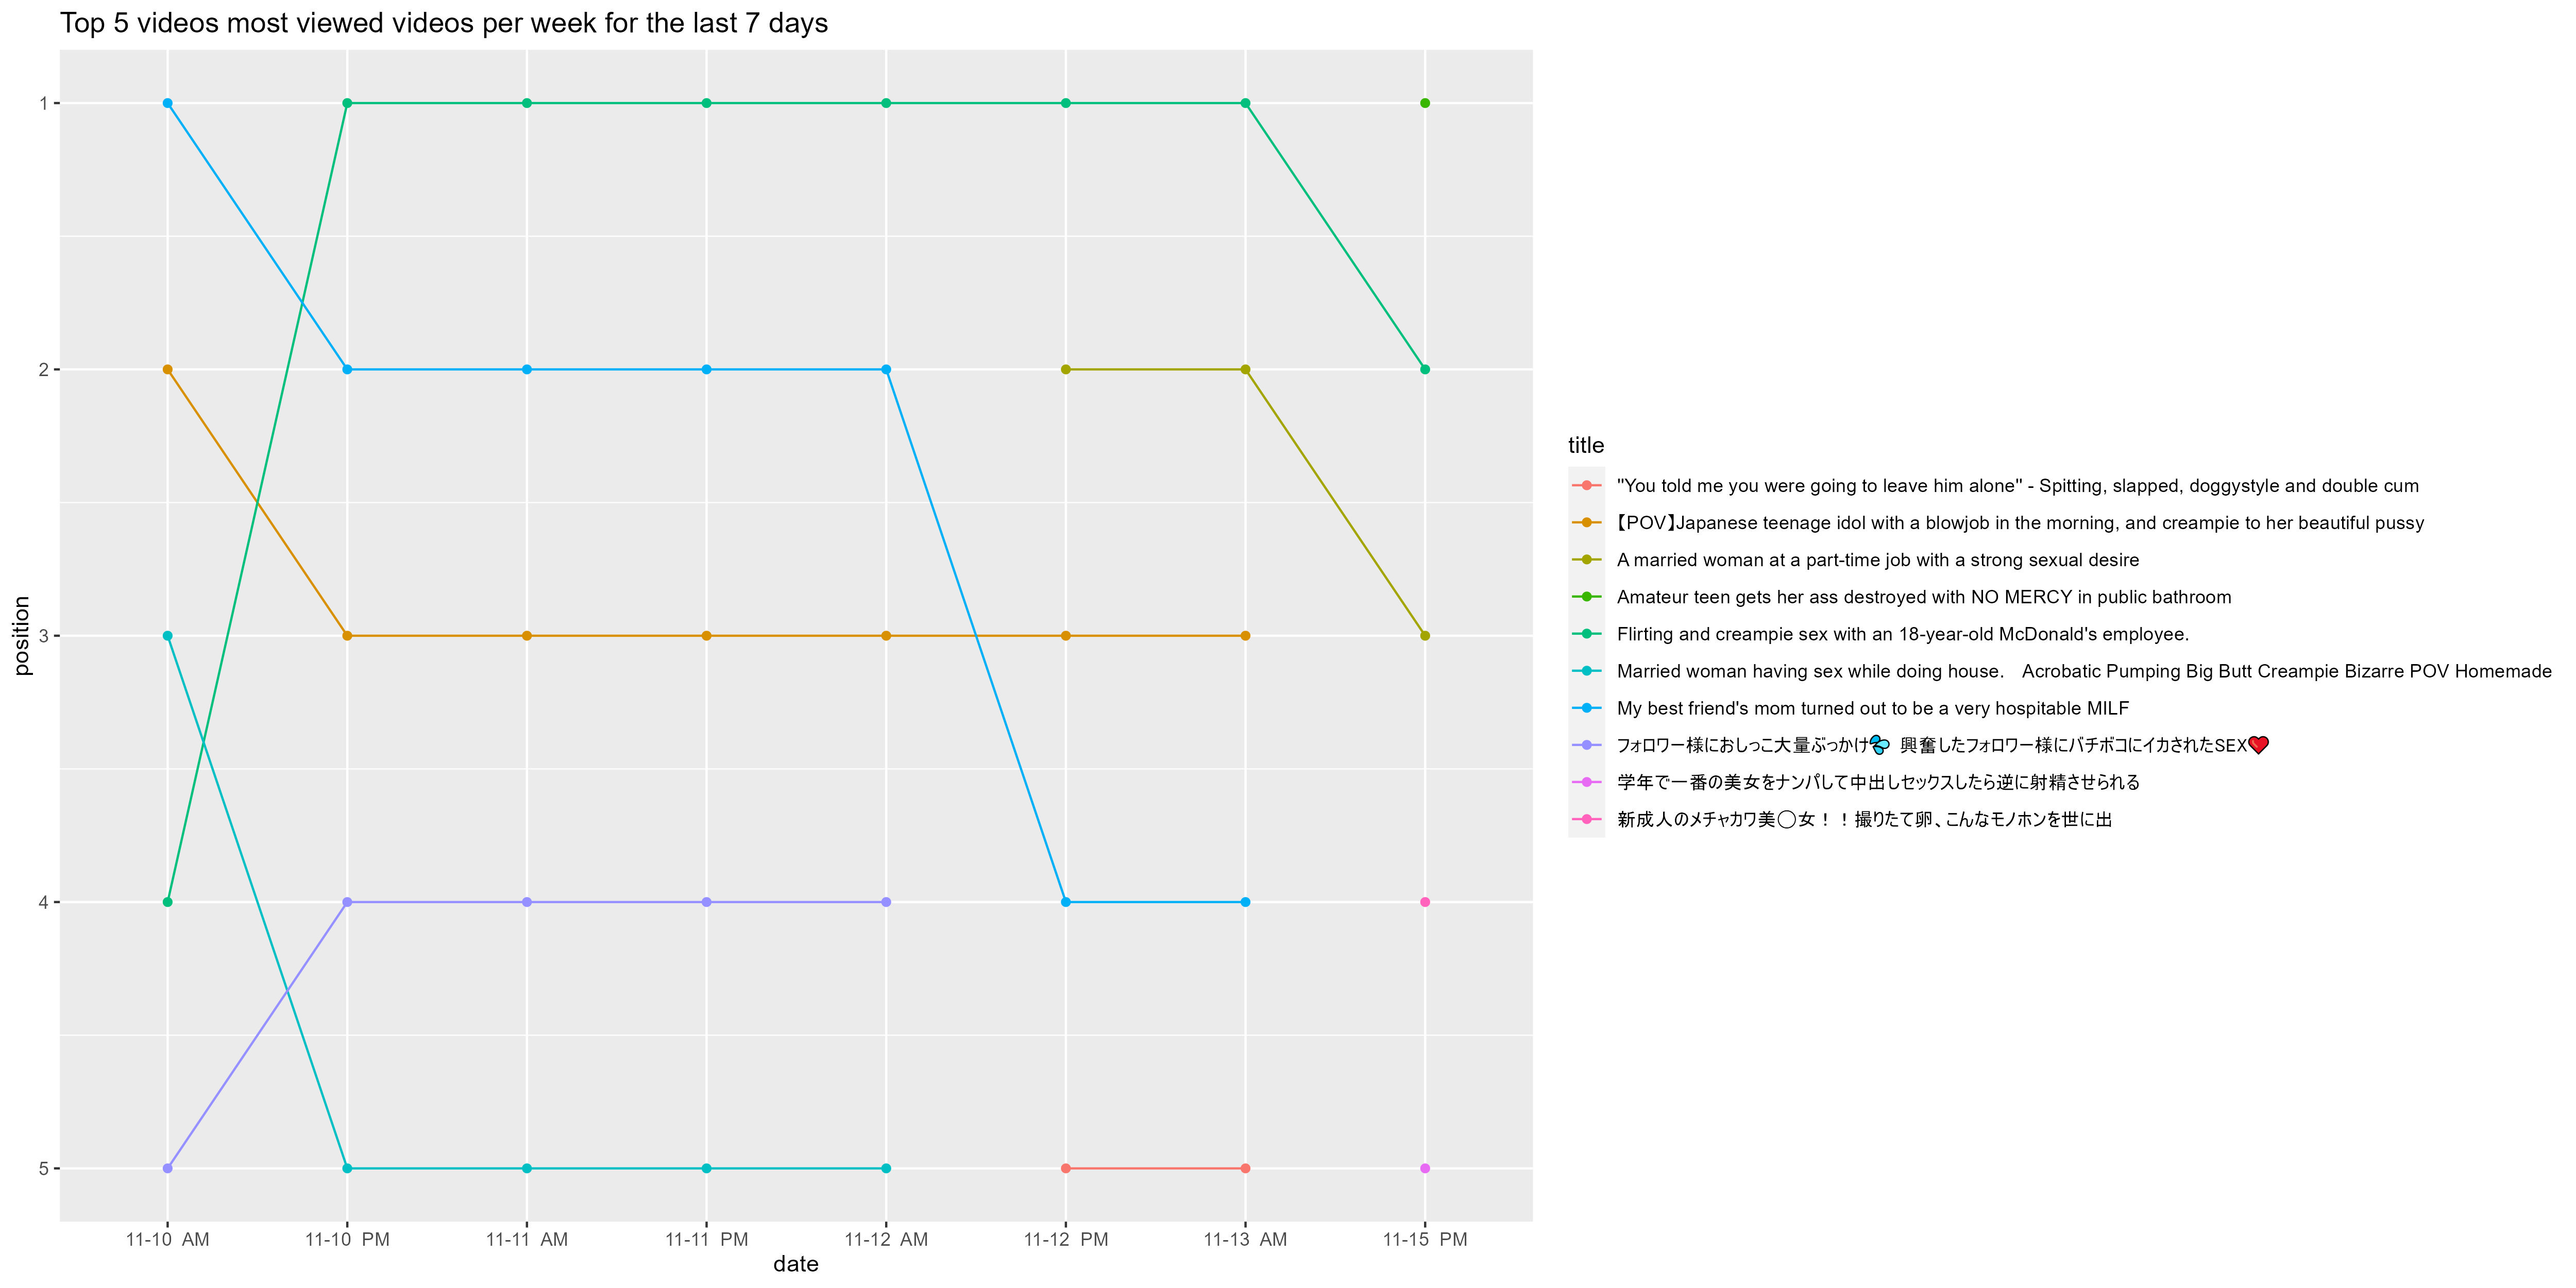 Top 5 videos most viewed videos per week for the last 7 days
position
1
2
3
4
5
11-10 AM
11-10 PM
11-11 AM
11-11 PM
11-12 AM
11-12 PM
11-13 AM
11-15 PM
date
title
"You told me you were going to leave him alone" - Spitting, slapped, doggystyle and double cum
【POV】Japanese teenage idol with a blowjob in the morning, and creampie to her beautiful pussy
A married woman at a part-time job with a strong sexual desire
Amateur teen gets her ass destroyed with NO MERCY in public bathroom
Flirting and creampie sex with an 18-year-old McDonald's employee.
Married woman having sex while doing house.　Acrobatic Pumping Big Butt Creampie Bizarre POV Homemade
My best friend's mom turned out to be a very hospitable MILF
フォロワー様におしっこ大量ぶっかけ💦 興奮したフォロワー様にバチボコにイカされたSEX❤️
学年で一番の美女をナンパして中出しセックスしたら逆に射精させられる
新成人のメチャカワ美◯女！！撮りたて卵、こんなモノホンを世に出